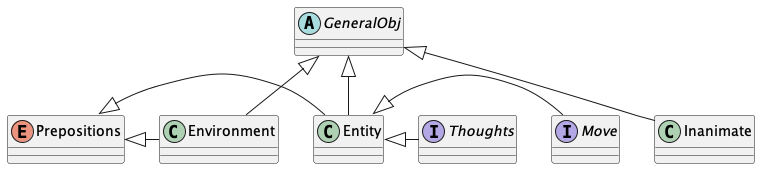 A GeneralObj
E Prepositions
C Environment
C Entity
I Thoughts
I Move
C Inanimate